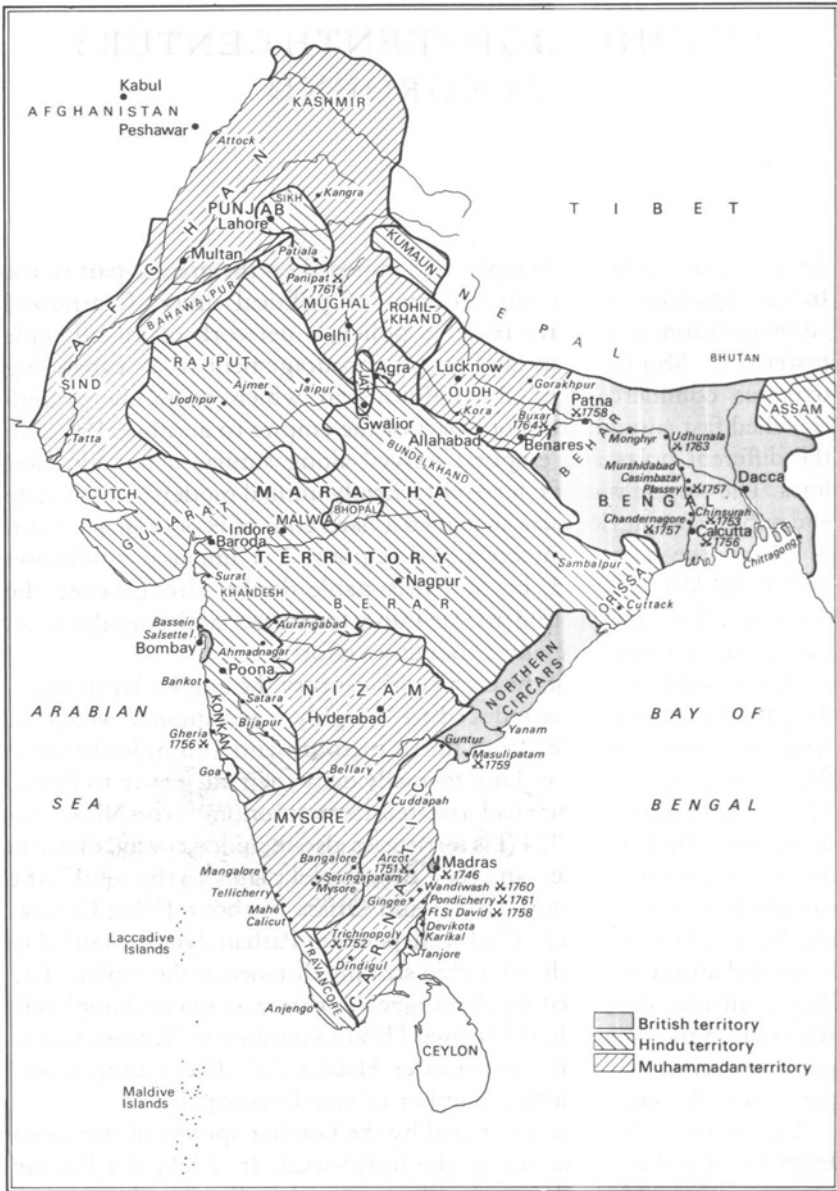 Kabul
AFGHANISTAN
Peshawar
Attock
KASHMIR
AFGHAN
Kangra
SIKH
PUNJAB
Lahore
TIBET
Multan
Patiala
KUMAUN
Panipat
1761
BAHAWALPUR
MUGHAL
ROHIL-
KHAND
NEPAL
Delhi
RAJPUT
JAT
Agra
Lucknow
OUDH
Gorakhpur
BHUTAN
SIND
Ajmer
Jaipur
Jodhpur
Patna
1758
ASSAM
Gwalior
Kora
Buxar
1764
BEHAR
Tatta
Allahabad
Benares
Monghyr
Udhunala
1763
BUNDELKHAND
Murshidabad
Casimbazar
Dacca
CUTCH
MARATHA
Plassey
1757
BENGAL
GUJARAT
MALWA
BHOPAL
Chinsurah
1753
Indore
Chandernagore
1757
Calcutta
1756
Baroda
TERRITORY
Sambalpur
Chittagong
Surat
Nagpur
KHANDESH
BERAR
ORISSA
Cuttack
Bassein
Salsette I.
Aurangabad
Bombay
Ahmadnagar
Poona
NORTHERN
CIRCARS
Bankot
NIZAM
ARABIAN
Satara
Hyderabad
BAY OF
KONKAN
Bijapur
Yanam
Gheria
1756
Guntur
Masulipatam
1759
Goa
Bellary
SEA
Cuddapah
BENGAL
MYSORE
CARNATIC
Bangalore
Arcot
1751
Madras
1746
Mangalore
Seringapatam
Mysore
Wandiwash 1760
Tellicherry
Gingee
Pondicherry 1761
Mahé
Ft St David 1758
Calicut
Trichinopoly
1752
Devikota
Karikal
Laccadive
Islands
Tanjore
TRAVANCORE
Dindigul
Anjengo
CEYLON
British territory
Hindu territory
Muhammadan territory
Maldive
Islands